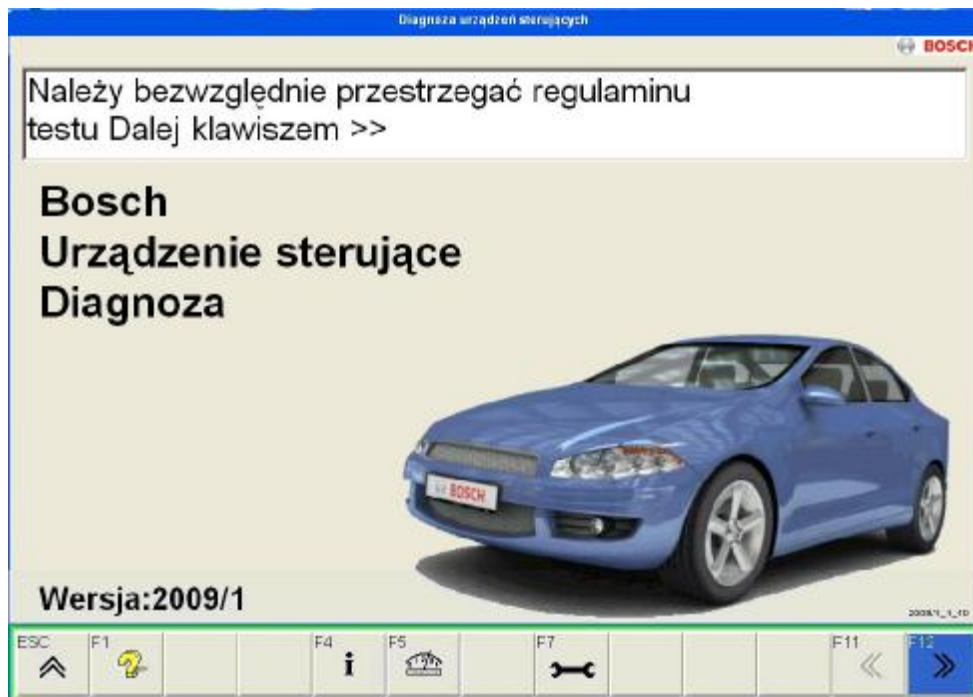 Diagnoza urządzeń sterujących
BOSCH
Należy bezwzględnie przestrzegać regulaminu
testu Dalej klawiszem >>
Bosch
Urządzenie sterujące
Diagnoza
BOSCH
Wersja:2009/1
ESC F1 F4 F5 F7 F11 F12
i